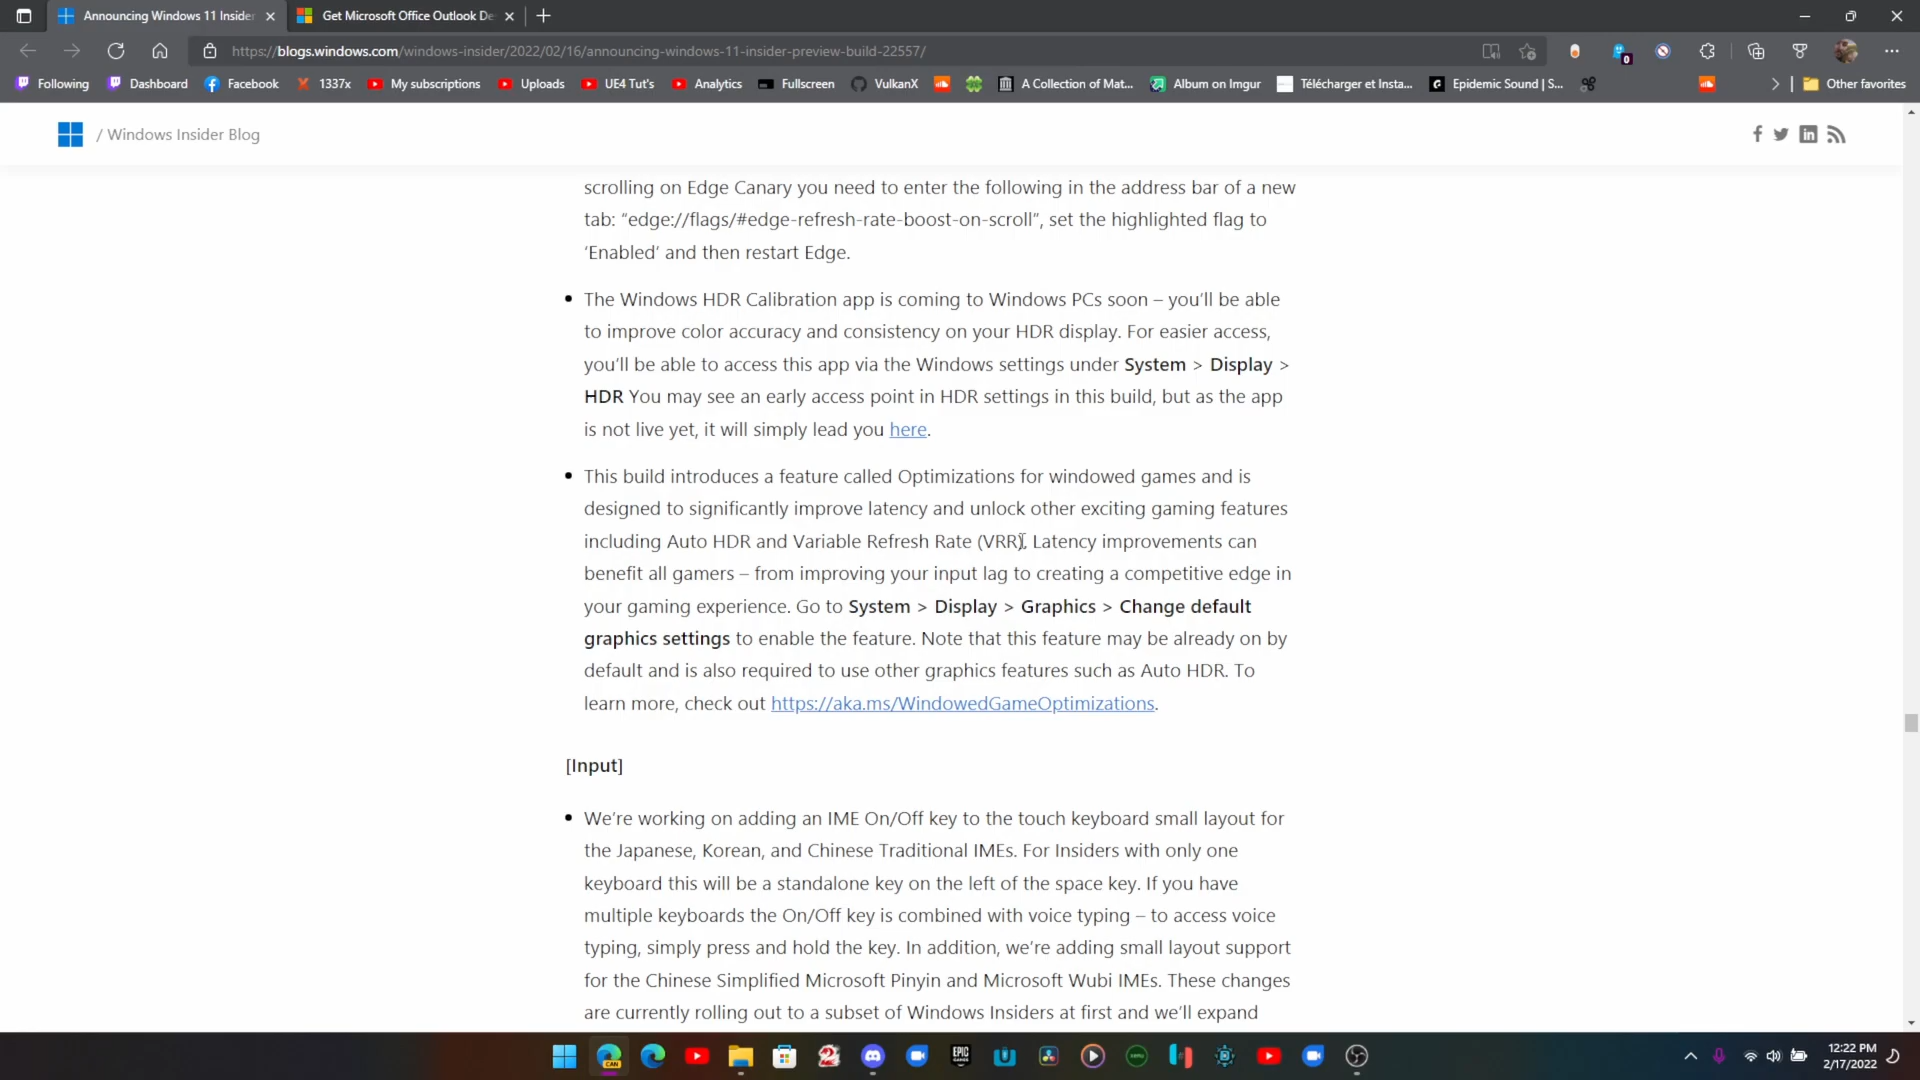 Announcing Windows 11 Insider
Get Microsoft Office Outlook De
https://blogs.windows.com/windows-insider/2022/02/16/announcing-windows-11-insider-preview-build-22557/
0
Following
Dashboard
Facebook
1337x
My subscriptions
Uploads
UE4 Tut's
Analytics
Fullscreen
VulkanX
A Collection of Mat...
Album on Imgur
Télécharger et Insta...
Epidemic Sound | S...
Other favorites
/ Windows Insider Blog
scrolling on Edge Canary you need to enter the following in the address bar of a new
tab: “edge://flags/#edge-refresh-rate-boost-on-scroll”, set the highlighted flag to
‘Enabled’ and then restart Edge.
• The Windows HDR Calibration app is coming to Windows PCs soon – you’ll be able
to improve color accuracy and consistency on your HDR display. For easier access,
you’ll be able to access this app via the Windows settings under System > Display >
HDR You may see an early access point in HDR settings in this build, but as the app
is not live yet, it will simply lead you here.
• This build introduces a feature called Optimizations for windowed games and is
designed to significantly improve latency and unlock other exciting gaming features
including Auto HDR and Variable Refresh Rate (VRR). Latency improvements can
benefit all gamers – from improving your input lag to creating a competitive edge in
your gaming experience. Go to System > Display > Graphics > Change default
graphics settings to enable the feature. Note that this feature may be already on by
default and is also required to use other graphics features such as Auto HDR. To
learn more, check out https://aka.ms/WindowedGameOptimizations.
[Input]
• We’re working on adding an IME On/Off key to the touch keyboard small layout for
the Japanese, Korean, and Chinese Traditional IMEs. For Insiders with only one
keyboard this will be a standalone key on the left of the space key. If you have
multiple keyboards the On/Off key is combined with voice typing – to access voice
typing, simply press and hold the key. In addition, we’re adding small layout support
for the Chinese Simplified Microsoft Pinyin and Microsoft Wubi IMEs. These changes
are currently rolling out to a subset of Windows Insiders at first and we’ll expand
CAN
EPIC
GAMES
12:22 PM
2/17/2022